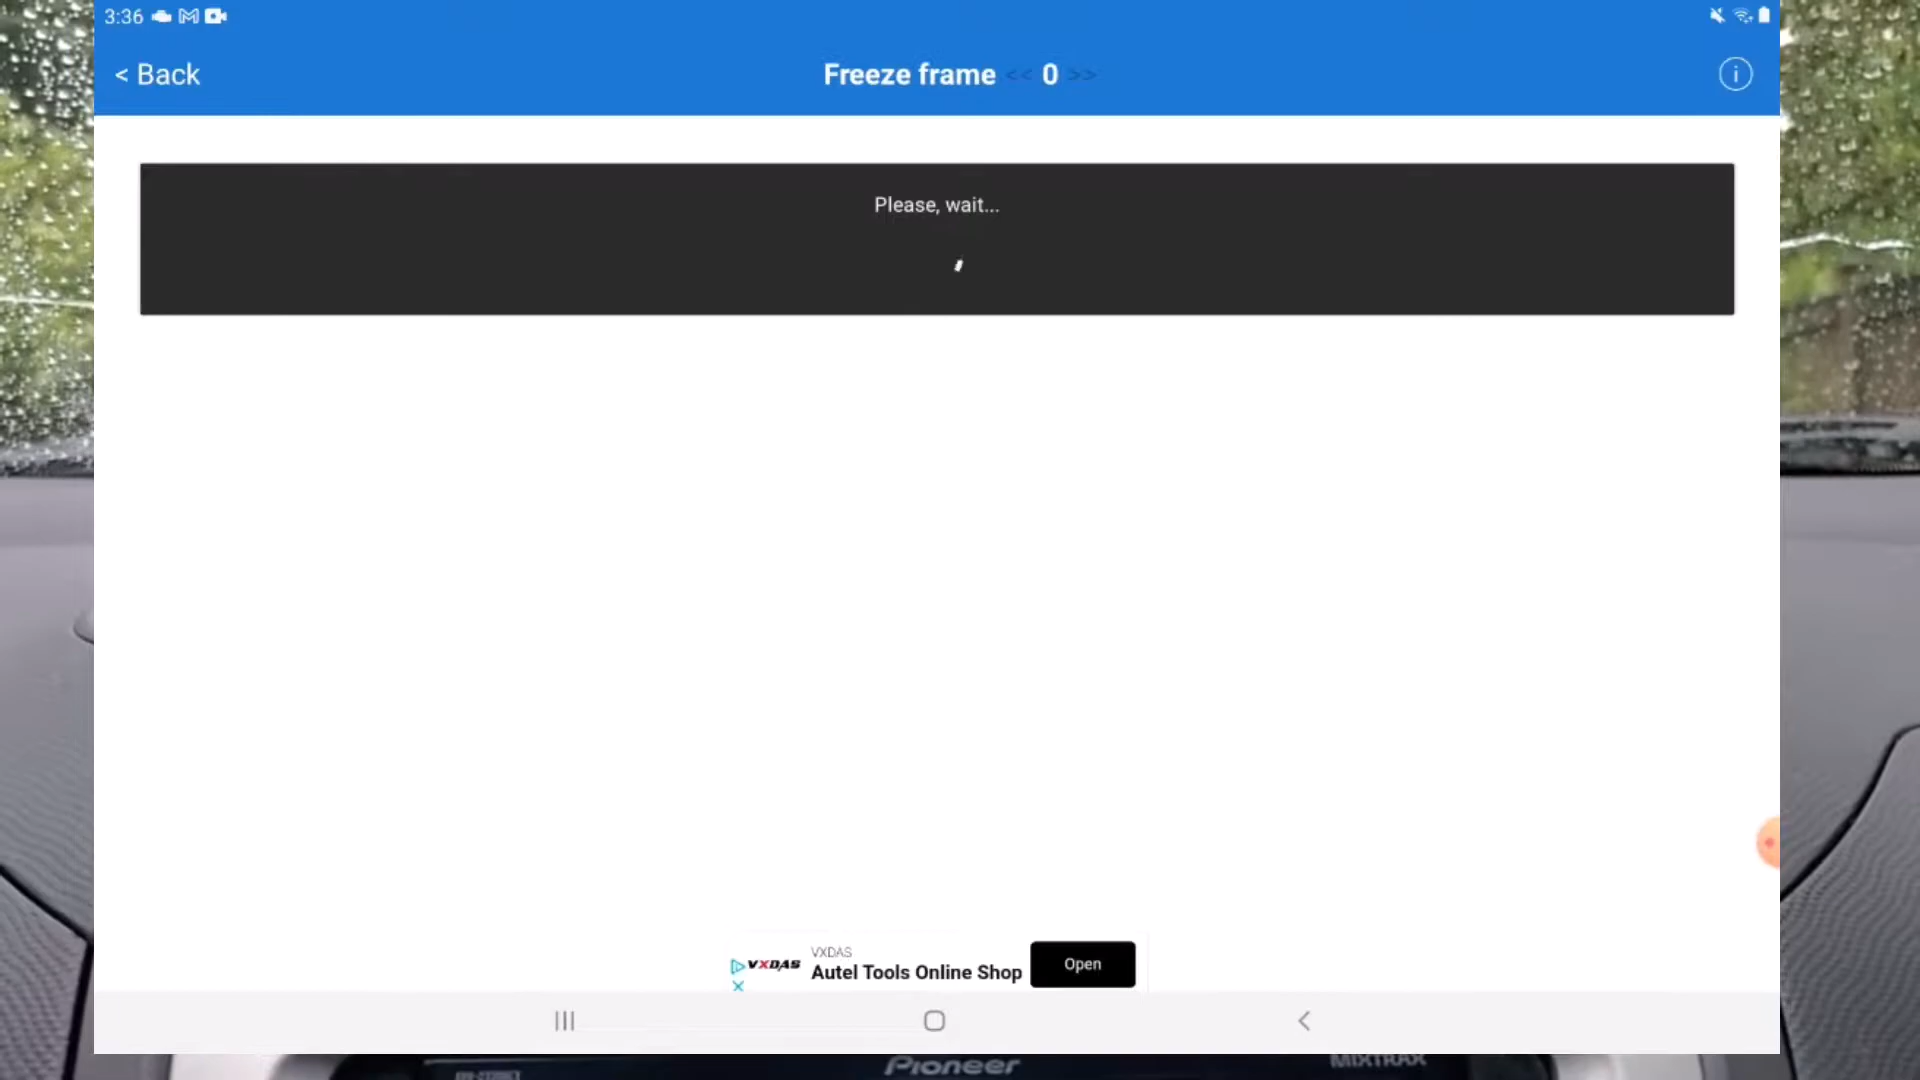 3:36
< Back
Freeze frame << 0 >>
Please, wait...
VXDAS
VXDAS
Autel Tools Online Shop
Open
Pioneer
MIXTRAX